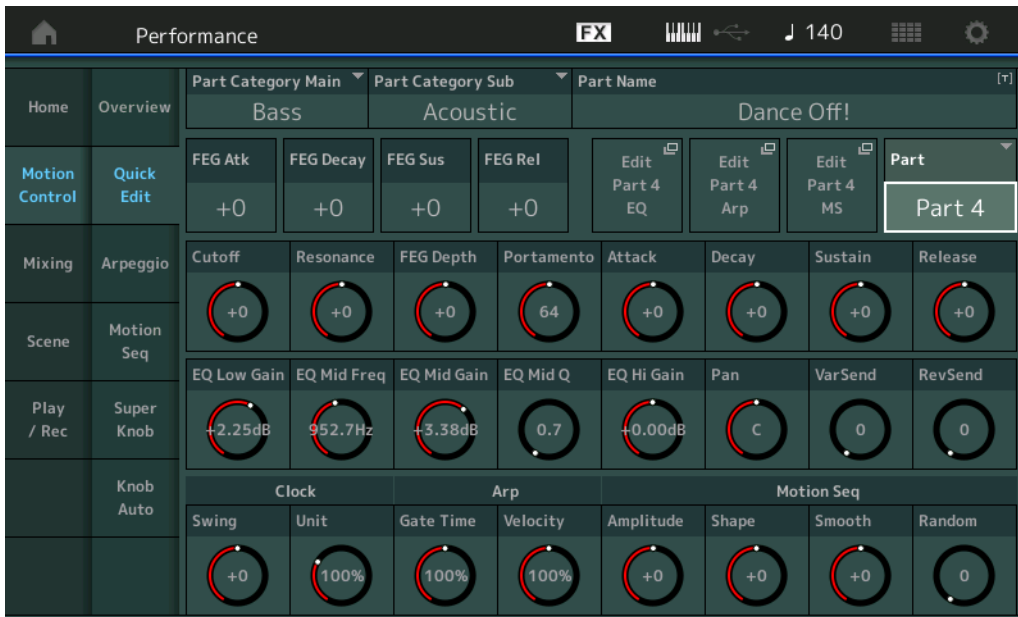 Performance
FX
♩ 140
Home
Overview
Motion
Control
Quick
Edit
Mixing
Arpeggio
Scene
Motion
Seq
Play
/ Rec
Super
Knob
Knob
Auto
Part Category Main
Part Category Sub
Part Name
[T]
Bass
Acoustic
Dance Off!
FEG Atk
FEG Decay
FEG Sus
FEG Rel
+0
+0
+0
+0
Edit
Part 4
EQ
Edit
Part 4
Arp
Edit
Part 4
MS
Part
Part 4
Cutoff
Resonance
FEG Depth
Portamento
Attack
Decay
Sustain
Release
+0
+0
+0
64
+0
+0
+0
+0
EQ Low Gain
EQ Mid Freq
EQ Mid Gain
EQ Mid Q
EQ Hi Gain
Pan
VarSend
RevSend
+2.25dB
952.7Hz
+3.38dB
0.7
+0.00dB
C
0
0
Clock
Arp
Motion Seq
Swing
Unit
Gate Time
Velocity
Amplitude
Shape
Smooth
Random
+0
100%
100%
100%
+0
+0
+0
0